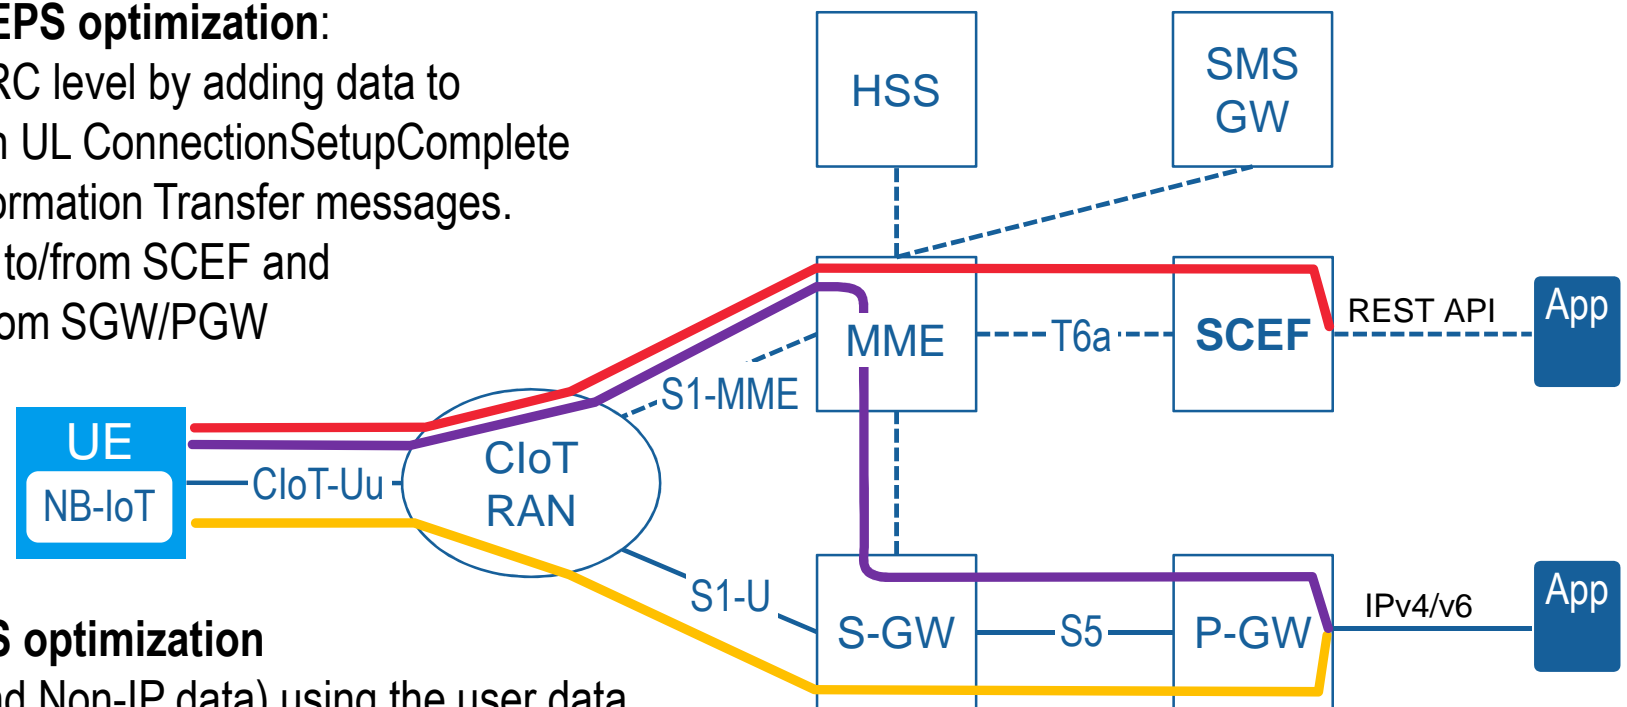 EPS optimization:
RC level by adding data to
n UL ConnectionSetupComplete
ormation Transfer messages.
to/from SCEF and
om SGW/PGW
HSS
SMS
GW
MME
T6a
SCEF
REST API
App
S1-MME
UE
NB-IoT
CIoT-Uu
CIoT
RAN
S1-U
S-GW
S5
P-GW
IPv4/v6
App
S optimization
nd Non-IP data) using the user data